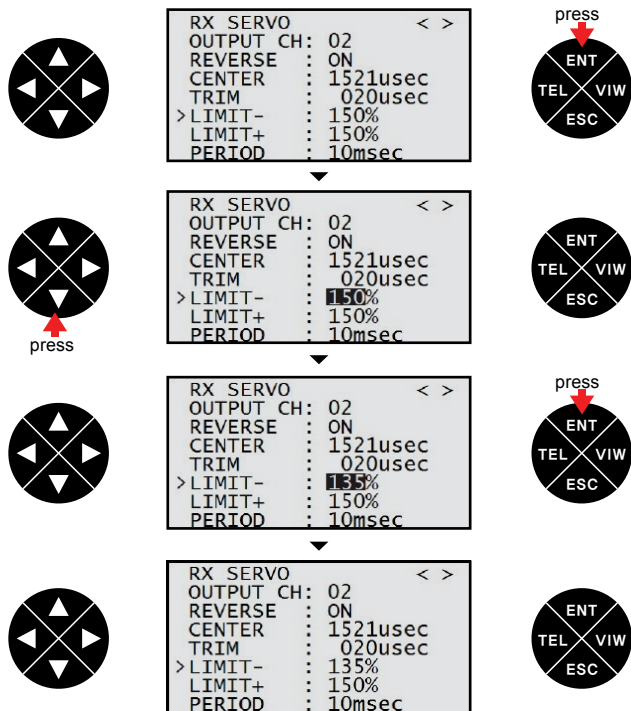 press
RX SERVO < >
OUTPUT CH: 02
REVERSE : ON
CENTER : 1521usec
TRIM : 020usec
>LIMIT- : 150%
LIMIT+ : 150%
PERIOD : 10msec
ENT
TEL VIW
ESC
RX SERVO < >
OUTPUT CH: 02
REVERSE : ON
CENTER : 1521usec
TRIM : 020usec
>LIMIT- : 150%
LIMIT+ : 150%
PERIOD : 10msec
ENT
TEL VIW
ESC
press
press
RX SERVO < >
OUTPUT CH: 02
REVERSE : ON
CENTER : 1521usec
TRIM : 020usec
>LIMIT- : 135%
LIMIT+ : 150%
PERIOD : 10msec
ENT
TEL VIW
ESC
RX SERVO < >
OUTPUT CH: 02
REVERSE : ON
CENTER : 1521usec
TRIM : 020usec
>LIMIT- : 135%
LIMIT+ : 150%
PERIOD : 10msec
ENT
TEL VIW
ESC